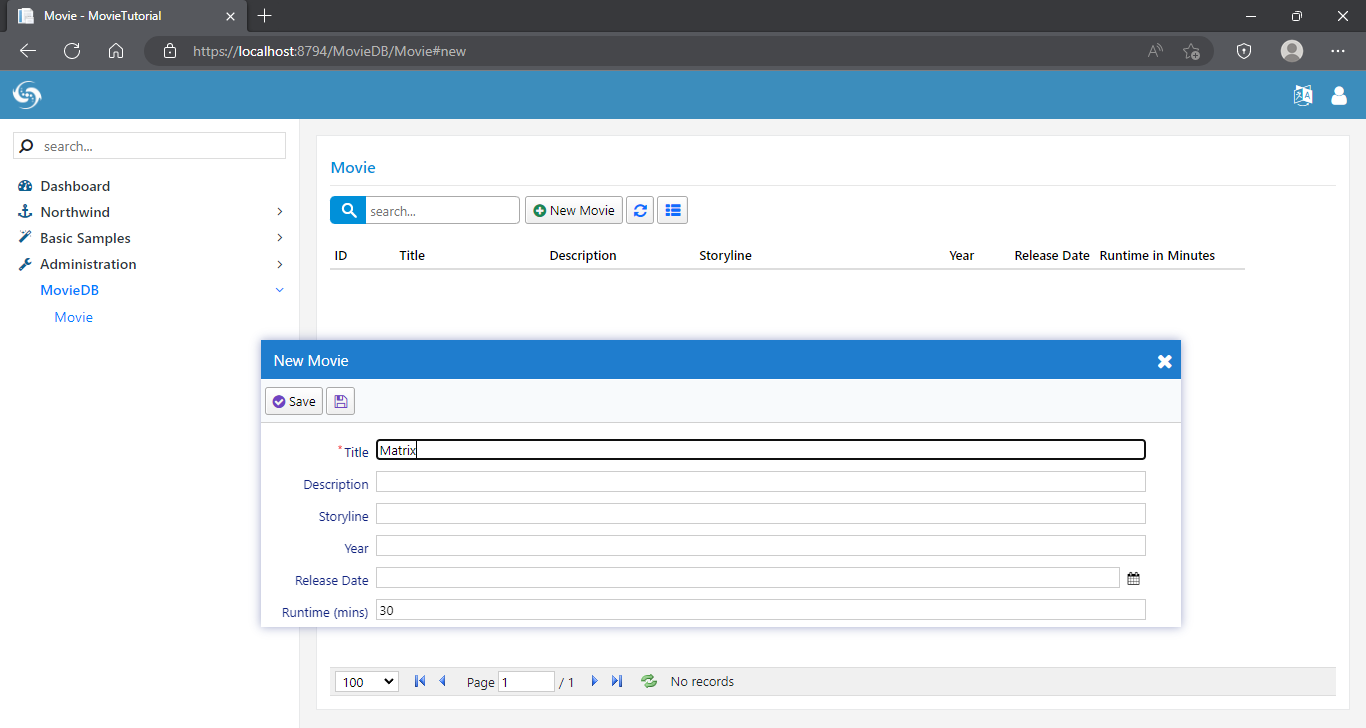 Movie - MovieTutorial
https://localhost:8794/MovieDB/Movie#new
search...
Dashboard
Northwind
Basic Samples
Administration
MovieDB
Movie
Movie
search...
New Movie
ID Title Description Storyline Year Release Date Runtime in Minutes
New Movie
Save
* Title Matrix
Description
Storyline
Year
Release Date
Runtime (mins) 30
100 Page 1 / 1 No records